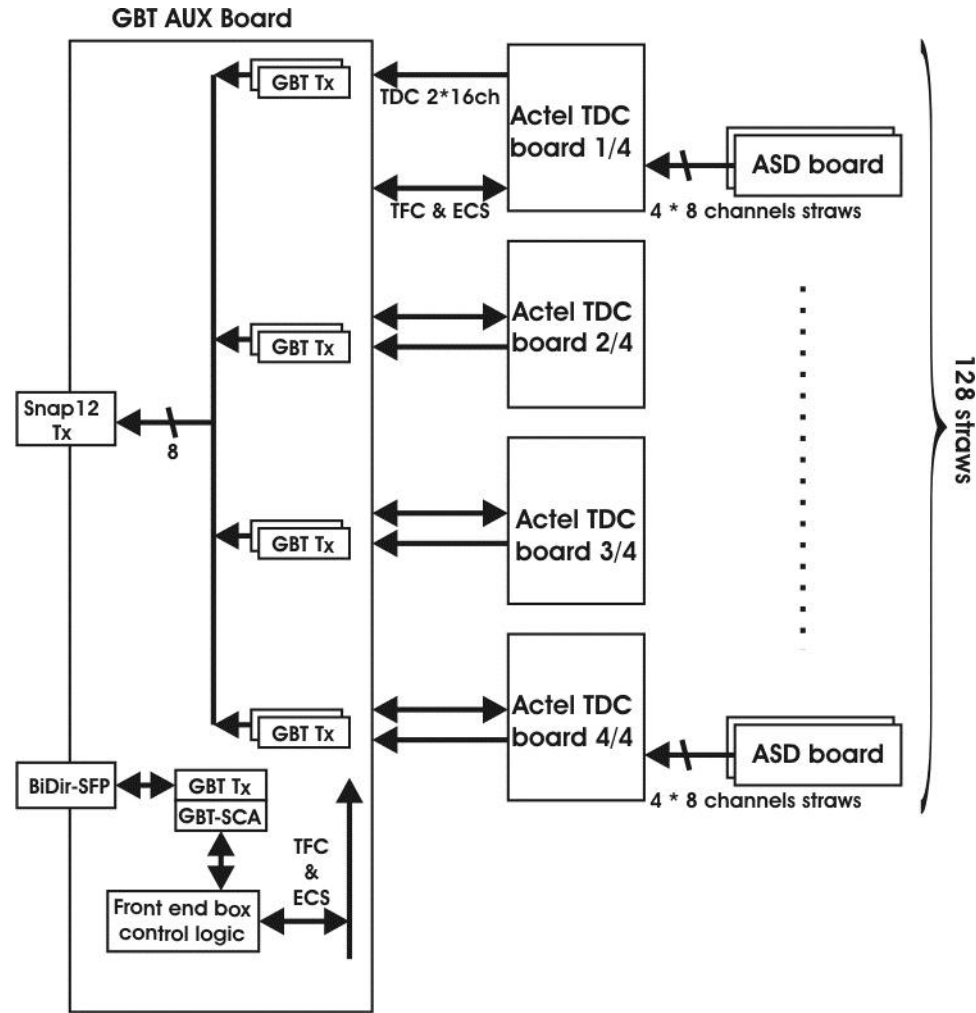 GBT AUX Board
GBT Tx
TDC 2*16ch
TFC & ECS
Actel TDC
board 1/4
ASD board
4 * 8 channels straws
GBT Tx
Actel TDC
board 2/4
Snap12
Tx
8
128 straws
GBT Tx
Actel TDC
board 3/4
GBT Tx
Actel TDC
board 4/4
ASD board
4 * 8 channels straws
BiDir-SFP
GBT Tx
GBT-SCA
TFC
&
ECS
Front end box
control logic